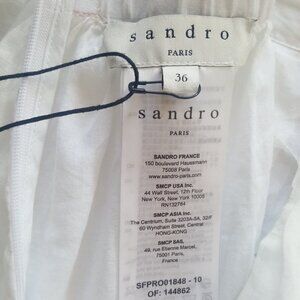 sandro
PARIS
36
sandro
PARIS
SANDRO FRANCE
150 boulevard Haussmann
75008 Paris
www.sandro-paris.com
SMCP USA Inc.
44 Wall Street, 12th Floor
New York, New York 10005
RN132784
SMCP ASIA Inc.
The Centrium, Suite 3203A-5A, 32/F
60 Wyndham Street, Central
HONG-KONG
SMCP SAS.
49, rue Etienne Marcel,
75001 Paris,
France
SFPRO01848 - 10
OF: 144862